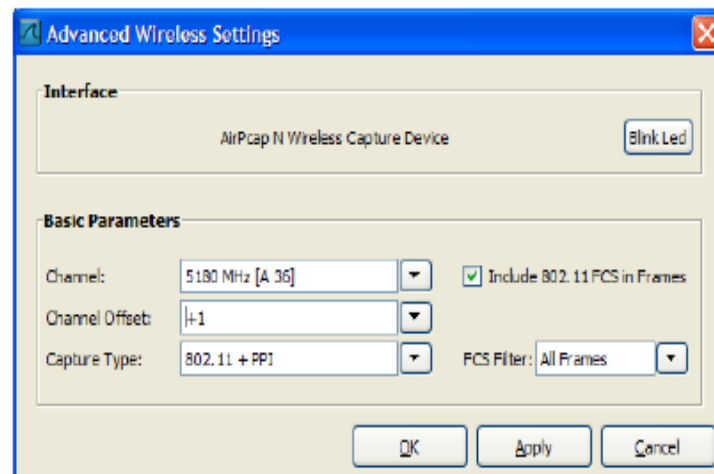 Advanced Wireless Settings
Interface
AirPcap N Wireless Capture Device
Blink Led
Basic Parameters
Channel: 5180 MHz [A 36]
Include 802.11 FCS in Frames
Channel Offset: +1
Capture Type: 802.11 + PPI
FCS Filter: All Frames
OK Apply Cancel